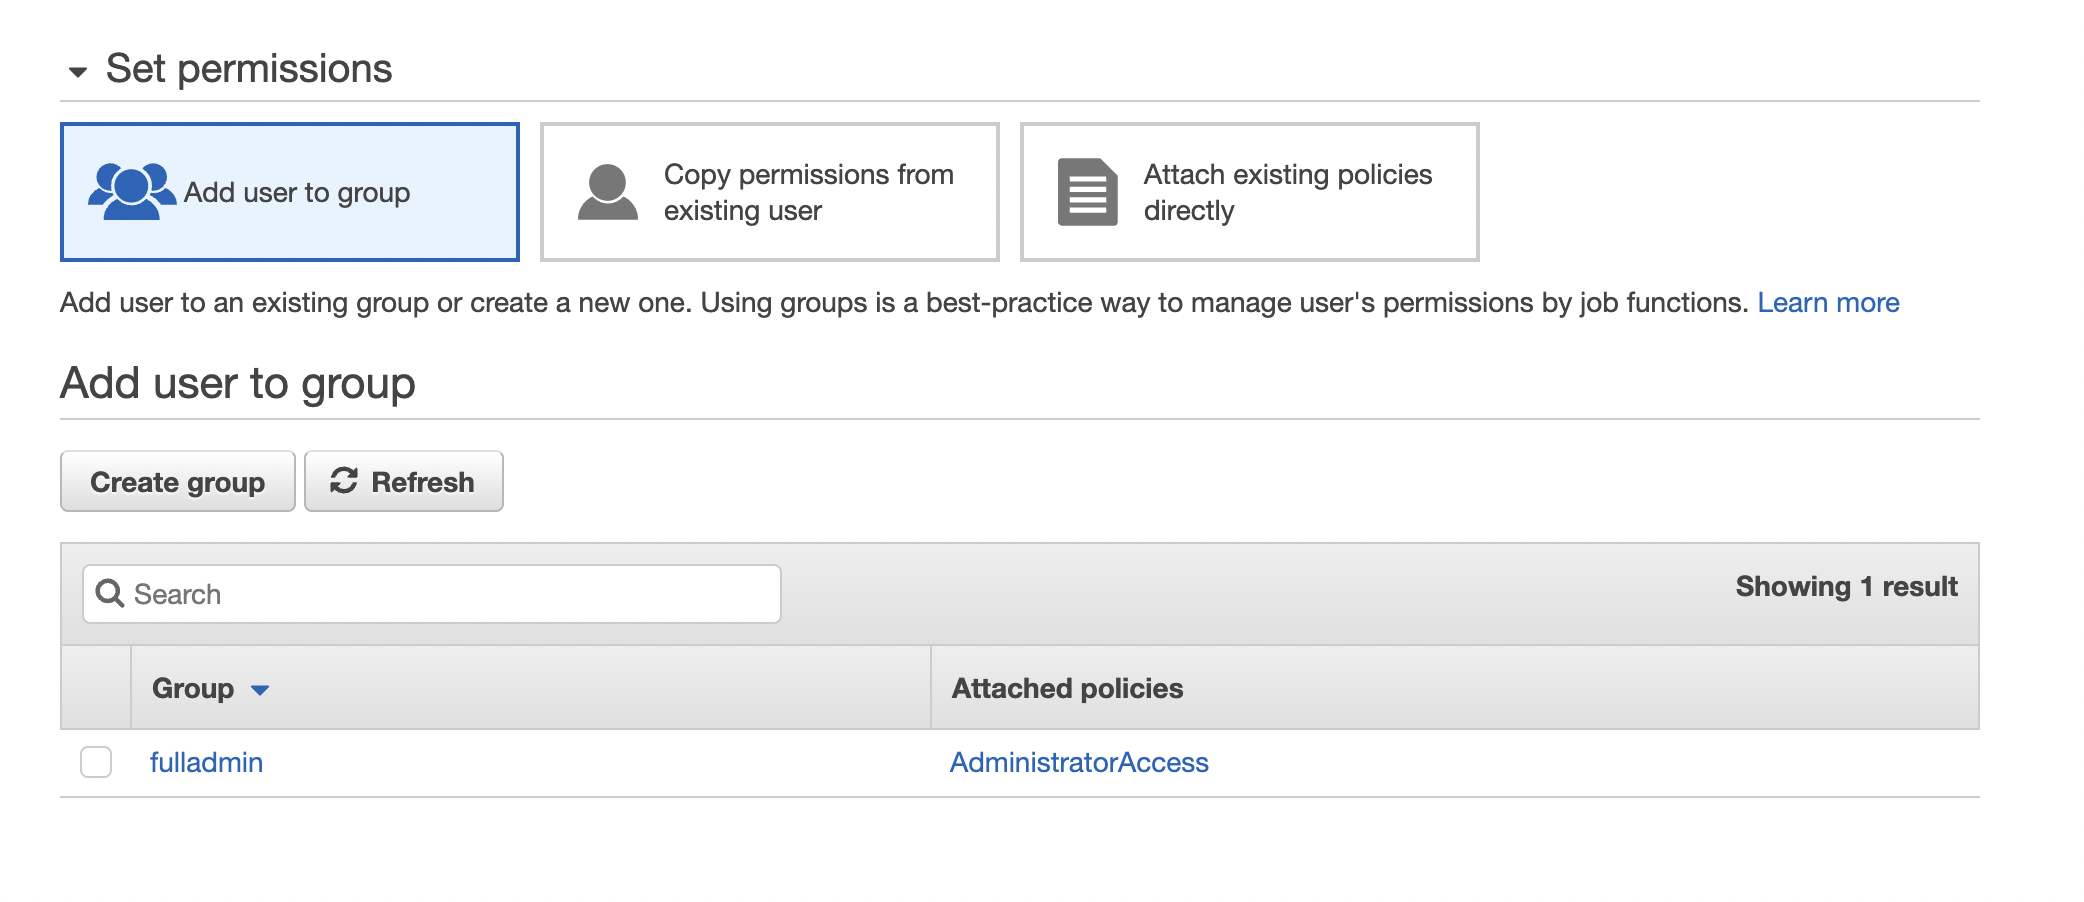 Set permissions
Add user to group
Copy permissions from
existing user
Attach existing policies
directly
Add user to an existing group or create a new one. Using groups is a best-practice way to manage user's permissions by job functions. Learn more
Add user to group
Create group
Refresh
Search
Showing 1 result
Group
Attached policies
fulladmin
AdministratorAccess